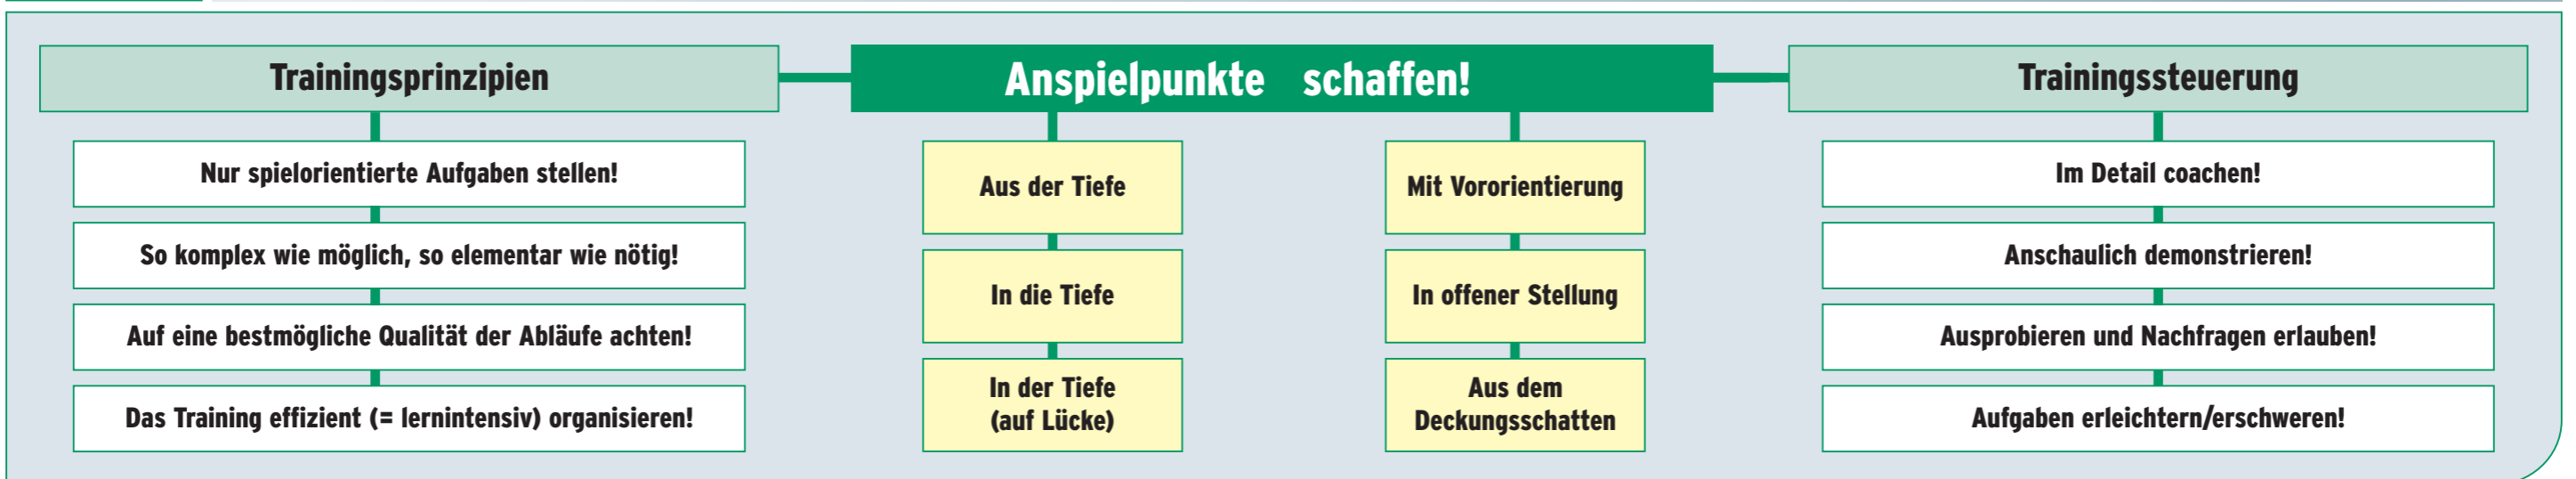 Trainingsprinzipien
Nur spielorientierte Aufgaben stellen!
So komplex wie möglich, so elementar wie nötig!
Auf eine bestmögliche Qualität der Abläufe achten!
Das Training effizient (= lernintensiv) organisieren!
Anspielpunkte schaffen!
Aus der Tiefe
In die Tiefe
In der Tiefe
(auf Lücke)
Mit Vororientierung
In offener Stellung
Aus dem
Deckungsschatten
Trainingssteuerung
Im Detail coachen!
Anschaulich demonstrieren!
Ausprobieren und Nachfragen erlauben!
Aufgaben erleichtern/erschweren!